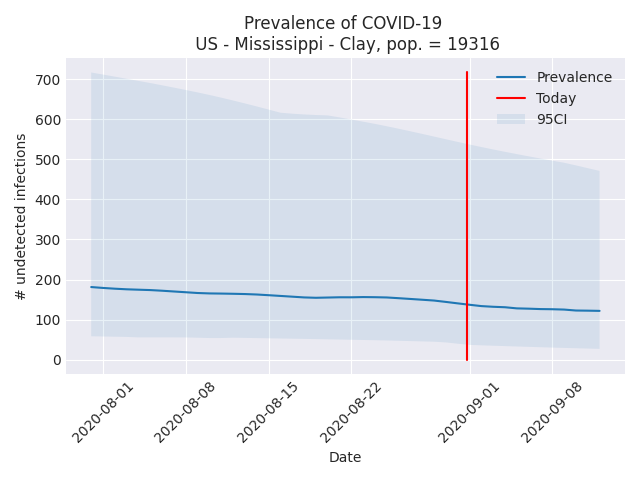 Prevalence of COVID-19
US - Mississippi - Clay, pop. = 19316
Prevalence
Today
95CI
# undetected infections
700
600
500
400
300
200
100
0
2020-08-01
2020-08-08
2020-08-15
2020-08-22
2020-09-01
2020-09-08
Date